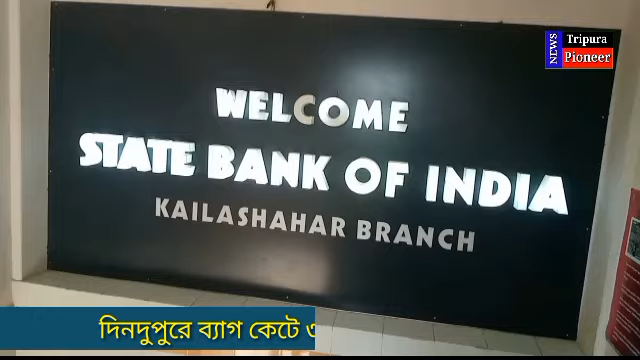 NEWS
Tripura
Pioneer
WELCOME
STATE BANK OF INDIA
KAILASHAHAR BRANCH
দিনদুপুরে ব্যাগ কেটে